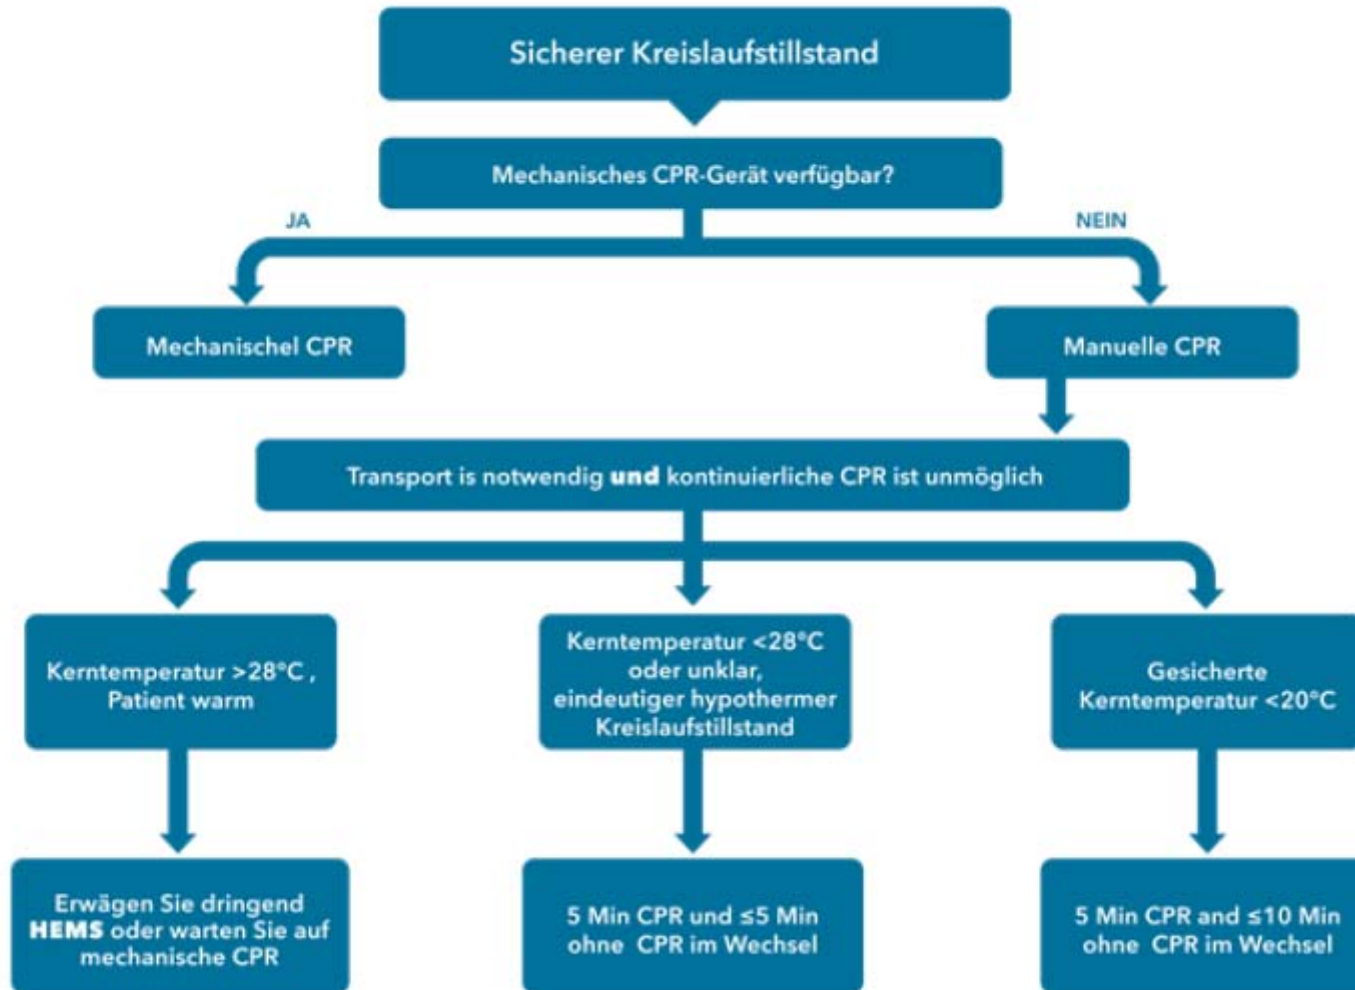 Sicherer Kreislaufstillstand
Mechanisches CPR-Gerät verfügbar?
JA
NEIN
Mechanischel CPR
Manuelle CPR
Transport is notwendig und kontinuierliche CPR ist unmöglich
Kerntemperatur >28°C ,
Patient warm
Kerntemperatur <28°C
oder unklar,
eindeutiger hypothermer
Kreislaufstillstand
Gesicherte
Kerntemperatur <20°C
Erwägen Sie dringend
HEMS oder warten Sie auf
mechanische CPR
5 Min CPR und ≤5 Min
ohne CPR im Wechsel
5 Min CPR and ≤10 Min
ohne CPR im Wechsel